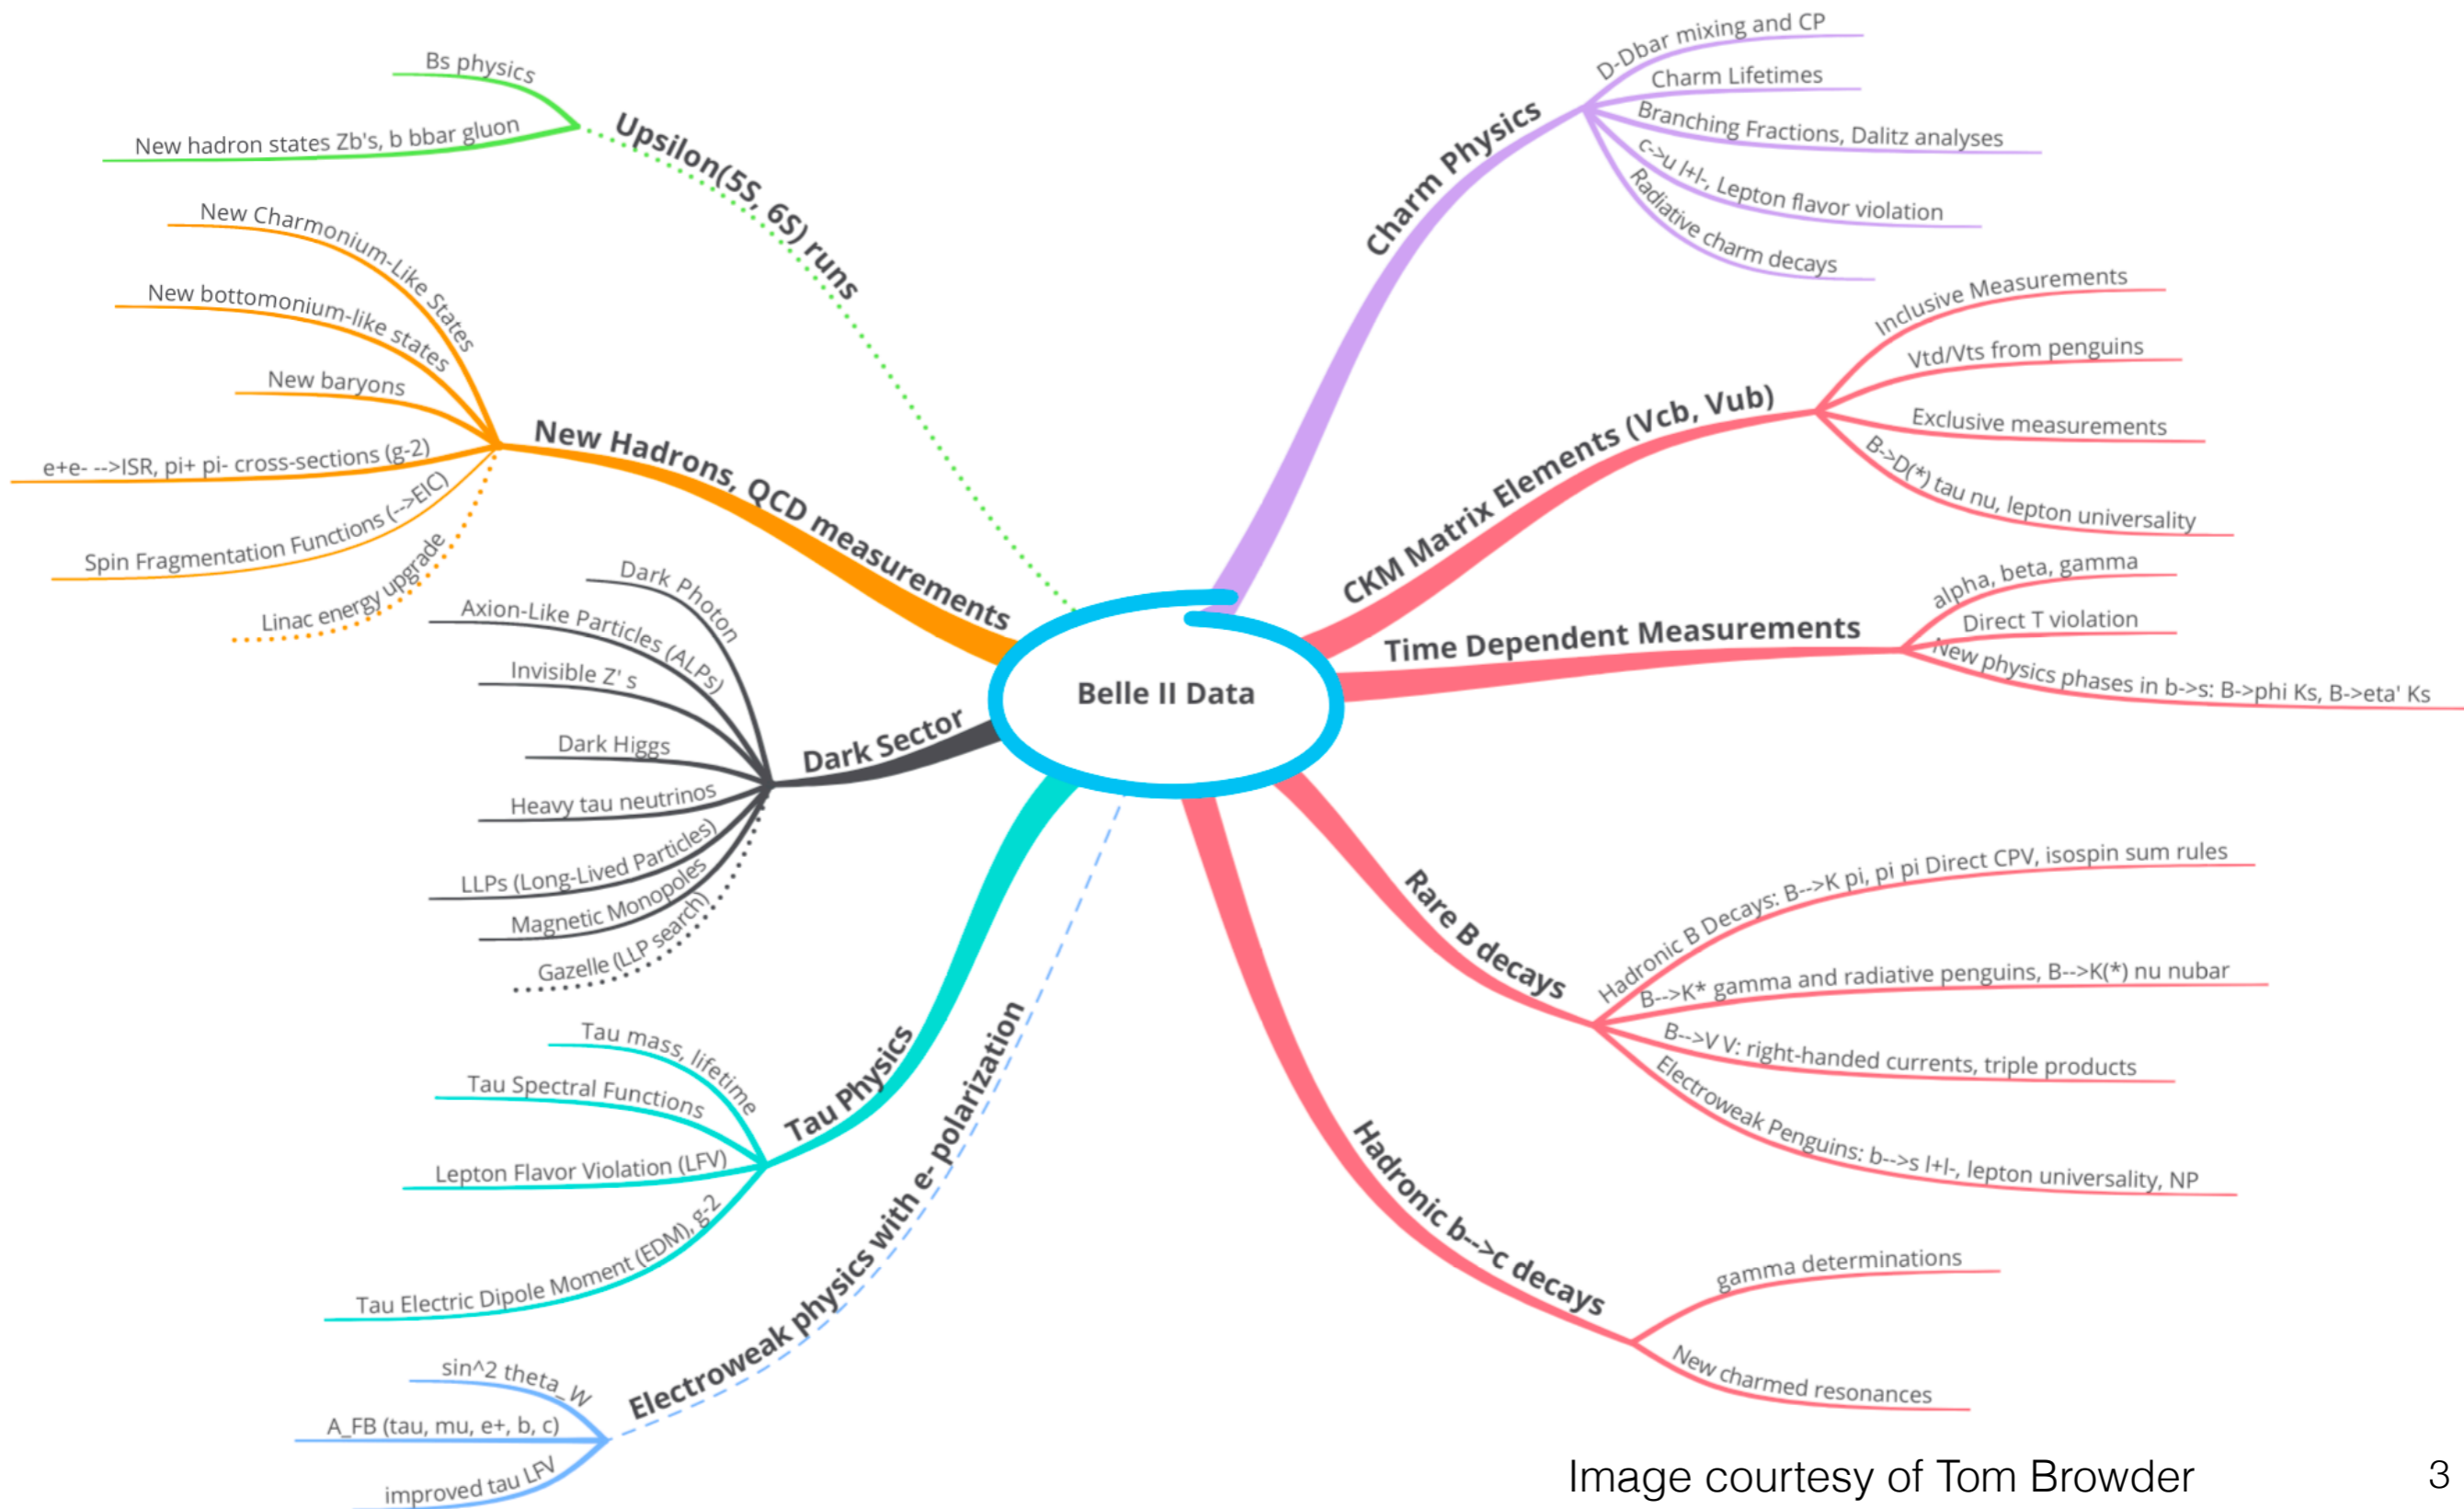 Belle II Data
Upsilon(5S, 6S) runs
Bs physics
New hadron states Zb's, b bbar gluon
New Hadrons, QCD measurements
New Charmonium-Like States
New bottomonium-like states
New baryons
e+e- -->ISR, pi+ pi- cross-sections (g-2)
Spin Fragmentation Functions (-->EIC)
Linac energy upgrade
Dark Sector
Dark Photon
Axion-Like Particles (ALPs)
Invisible Z' s
Dark Higgs
Heavy tau neutrinos
LLPs (Long-Lived Particles)
Magnetic Monopoles
Gazelle (LLP search)
Tau Physics
Tau mass, lifetime
Tau Spectral Functions
Lepton Flavor Violation (LFV)
Tau Electric Dipole Moment (EDM), g-2
Electroweak physics with e- polarization
sin^2 theta_W
A_FB (tau, mu, e+, b, c)
improved tau LFV
Charm Physics
D-Dbar mixing and CP
Charm Lifetimes
Branching Fractions, Dalitz analyses
c->u l+l-, Lepton flavor violation
Radiative charm decays
CKM Matrix Elements (Vcb, Vub)
Inclusive Measurements
Vtd/Vts from penguins
Exclusive measurements
B->D(*) tau nu, lepton universality
Time Dependent Measurements
alpha, beta, gamma
Direct T violation
New physics phases in b->s: B->phi Ks, B->eta' Ks
Rare B decays
Hadronic B Decays: B-->K pi, pi pi Direct CPV, isospin sum rules
B-->K* gamma and radiative penguins, B-->K(*) nu nubar
B-->V V: right-handed currents, triple products
Electroweak Penguins: b-->s l+l-, lepton universality, NP
Hadronic b-->c decays
gamma determinations
New charmed resonances
Image courtesy of Tom Browder
3